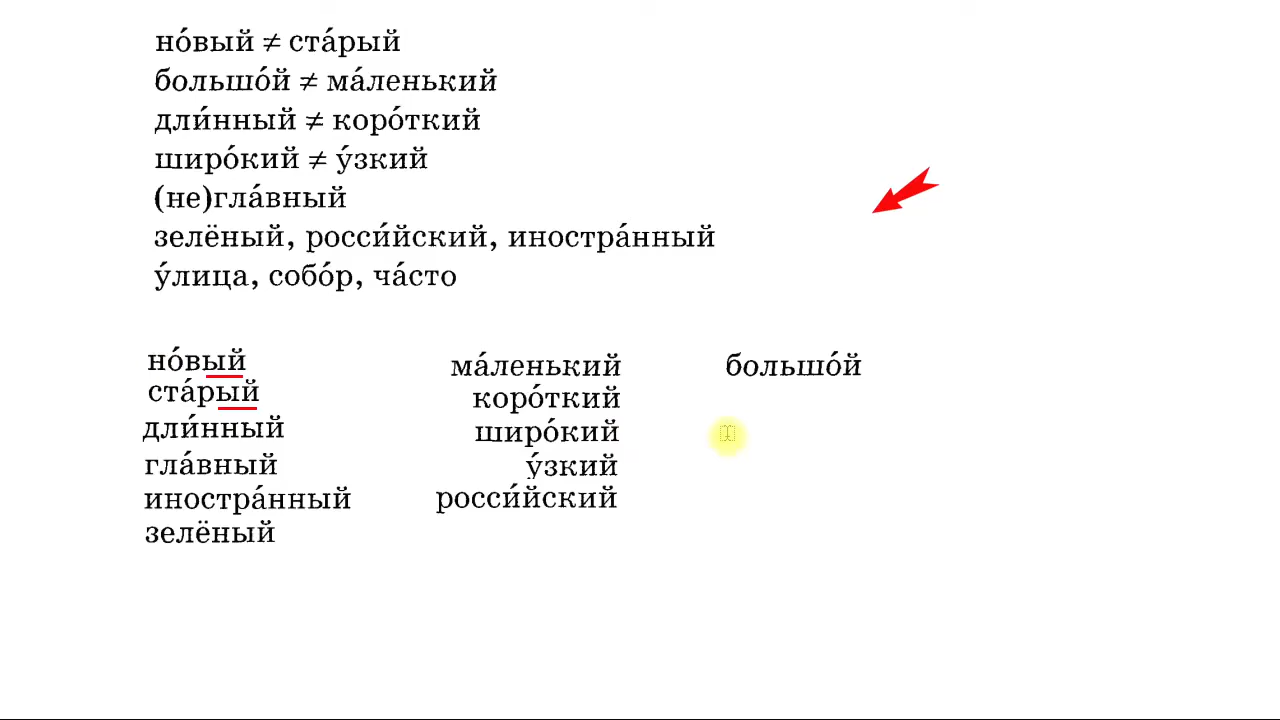 но́вый ≠ ста́рый
большо́й ≠ ма́ленький
дли́нный ≠ коро́ткий
широ́кий ≠ у́зкий
(не)гла́вный
зелёный, росси́йский, иностра́нный
у́лица, собо́р, ча́сто
но́вый
ста́рый
дли́нный
гла́вный
иностра́нный
зелёный
ма́ленький
коро́ткий
широ́кий
у́зкий
росси́йский
большо́й